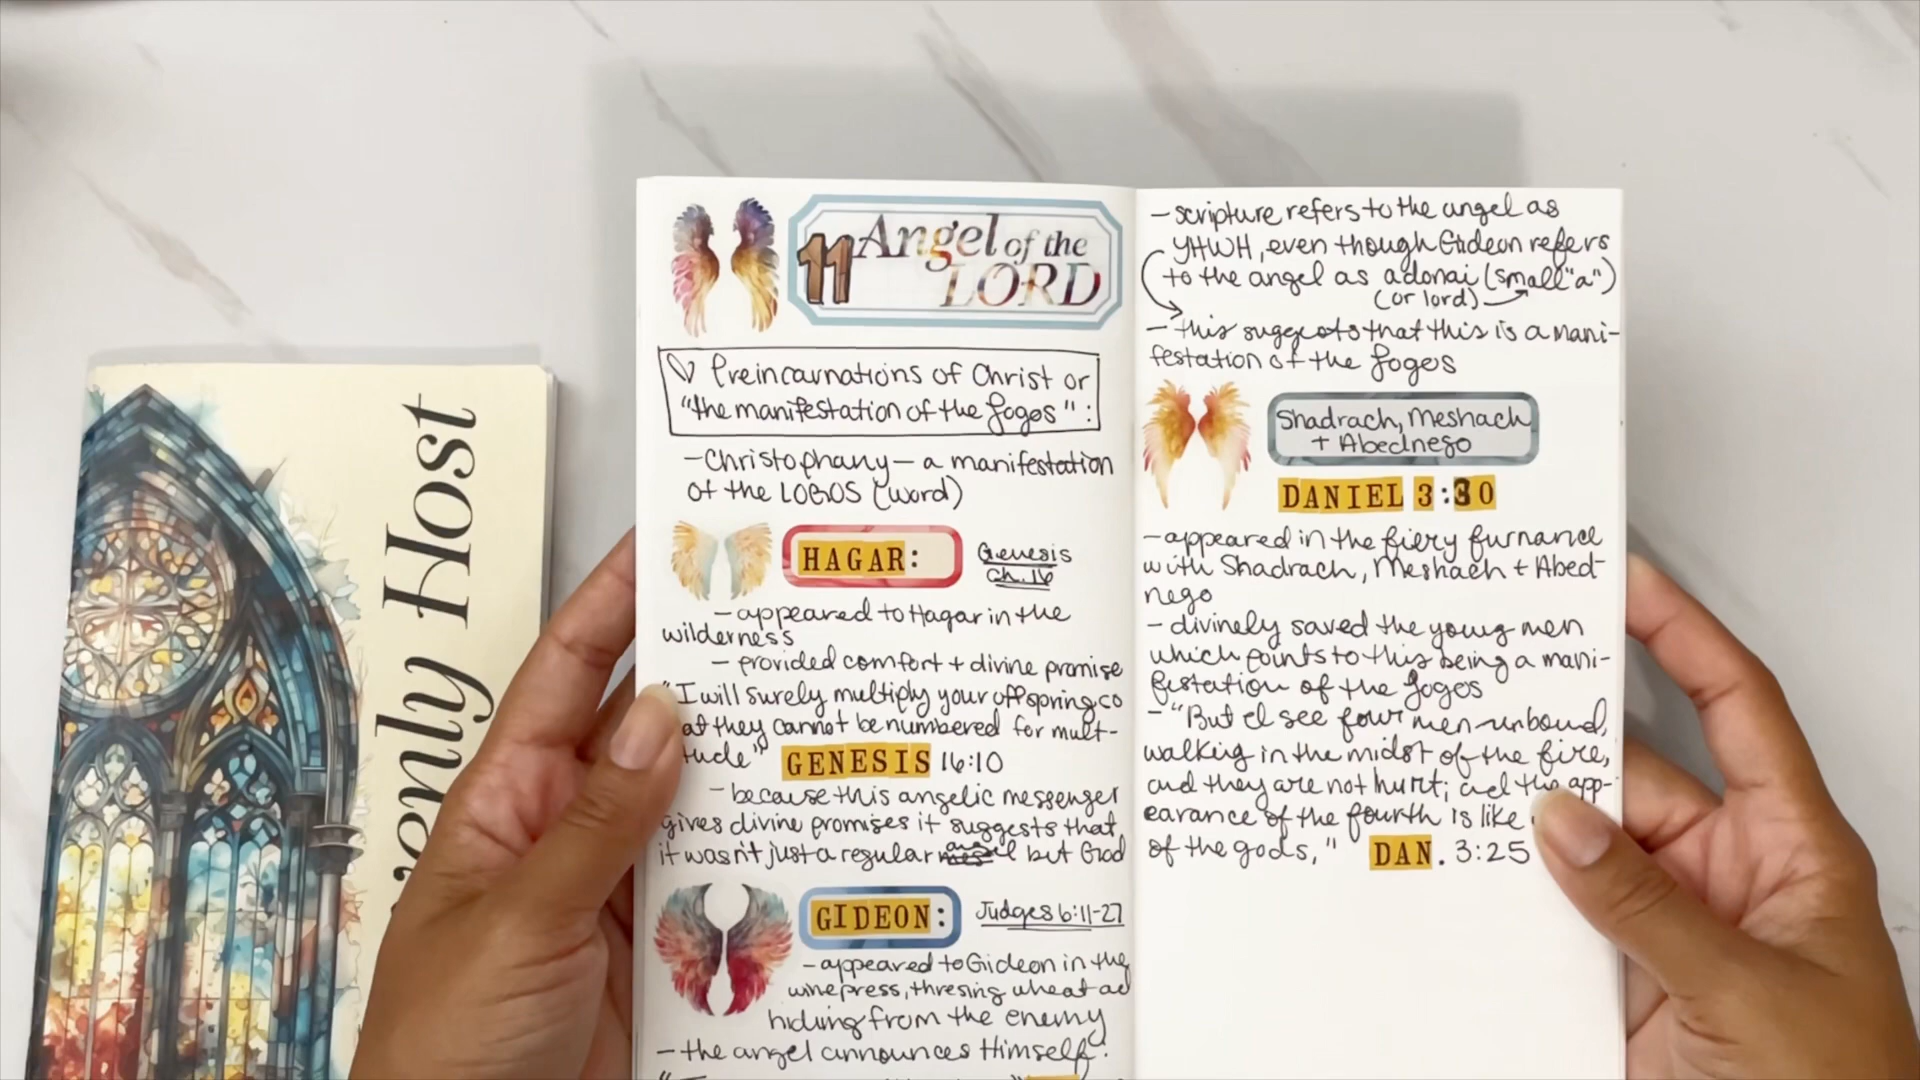 enly Host
11 Angel of the
LORD
Preincarnations of Christ or
"the manifestation of the Logos":
-Christophany - a manifestation
of the LOGOS (word)
HAGAR:
Genesis
Ch. 16
- appeared to Hagar in the
wilderness
- provided comfort + divine promise
"I will surely multiply your offspring so
at they cannot be numbered for mult-
tude"
GENESIS 16:10
- because this angelic messenger
gives divine promises it suggests that
it wasn't just a regular angel but God
GIDEON:
Judges 6:11-27
- appeared to Gideon in the
winepress, thresing wheat ad
hiding from the enemy
- the angel announces Himself:
- scripture refers to the angel as
YHWH, even though Gideon refers
to the angel as adonai (small "a")
(or lord)
- this suggests that this is a mani-
festation of the Logos
Shadrach, Meshach
+ Abednego
DANIEL 3:30
- appeared in the fiery furnance
with Shadrach, Meshach + Abed-
nego
- divinely saved the young men
which points to this being a mani-
festation of the Logos
- "But I see four men unbound,
walking in the midst of the fire,
and they are not hurt; and the app-
earance of the fourth is like
of the gods,"
DAN. 3:25